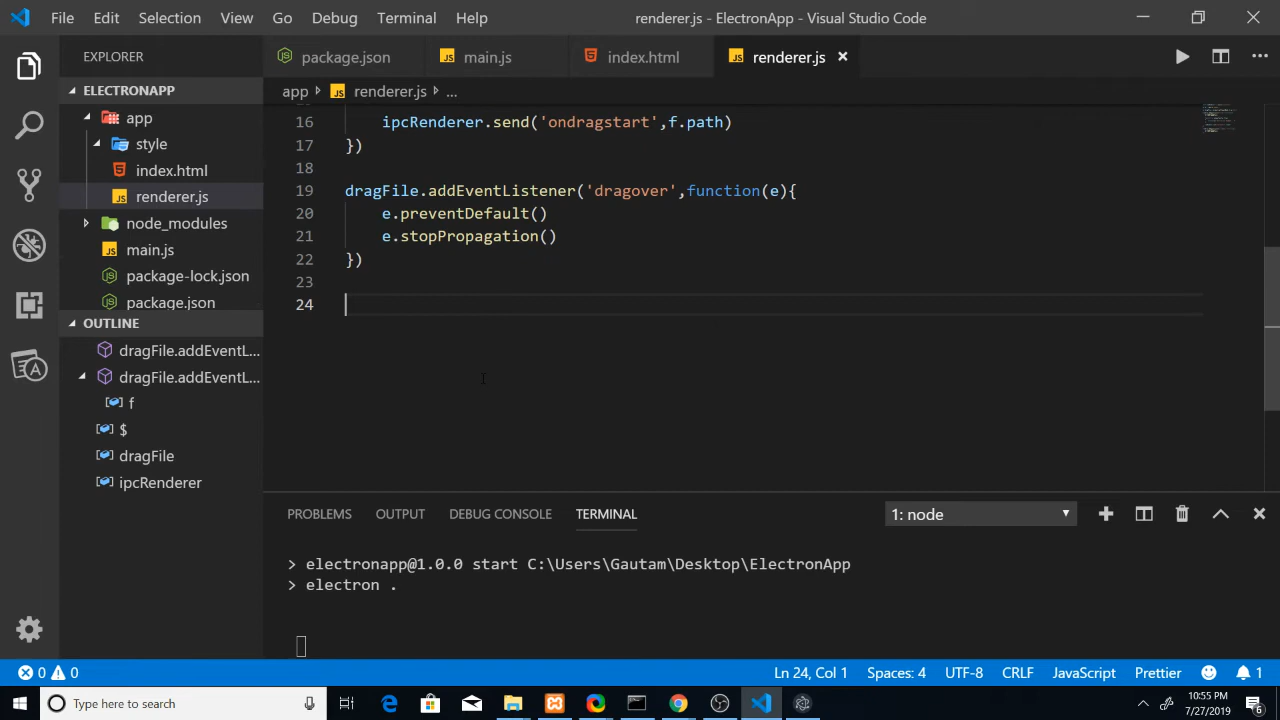 File Edit Selection View Go Debug Terminal Help renderer.js - ElectronApp - Visual Studio Code
EXPLORER
package.json main.js index.html renderer.js
ELECTRONAPP
app renderer.js ...
app
style
index.html
renderer.js
node_modules
main.js
package-lock.json
package.json
OUTLINE
dragFile.addEventL...
dragFile.addEventL...
f
$
dragFile
ipcRenderer
16 ipcRenderer.send('ondragstart',f.path)
17 })
18
19 dragFile.addEventListener('dragover',function(e){
20 e.preventDefault()
21 e.stopPropagation()
22 })
23
24
PROBLEMS OUTPUT DEBUG CONSOLE TERMINAL 1: node
> electronapp@1.0.0 start C:\Users\Gautam\Desktop\ElectronApp
> electron .
0 0 Ln 24, Col 1 Spaces: 4 UTF-8 CRLF JavaScript Prettier 1
Type here to search
10:55 PM
7/27/2019
6